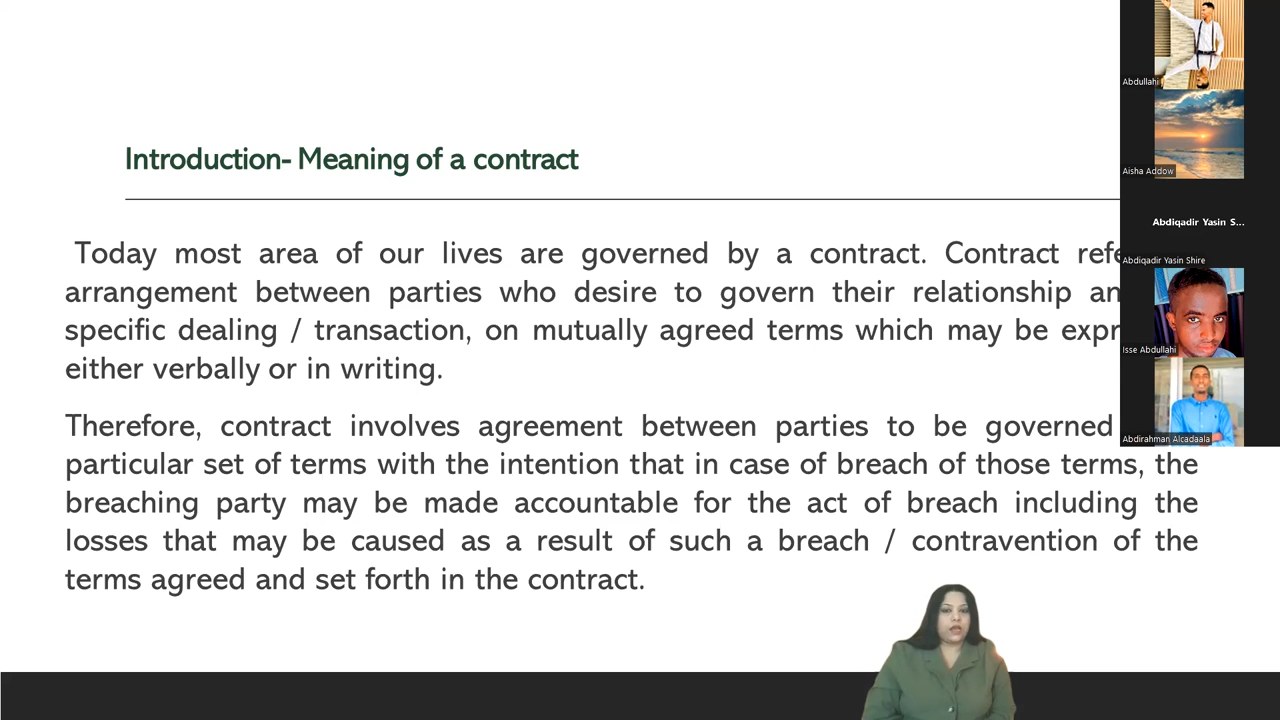 Introduction- Meaning of a contract
Today most area of our lives are governed by a contract. Contract
arrangement between parties who desire to govern their relationship
specific dealing / transaction, on mutually agreed terms which may be
either verbally or in writing.
Therefore, contract involves agreement between parties to be governed
particular set of terms with the intention that in case of breach of those terms, the
breaching party may be made accountable for the act of breach including the
losses that may be caused as a result of such a breach / contravention of the
terms agreed and set forth in the contract.
Abdullahi
Aisha Addow
Abdiqadir Yasin S...
Abdiqadir Yasin Shire
Isse Abdullahi
Abdirahman Alcadaala